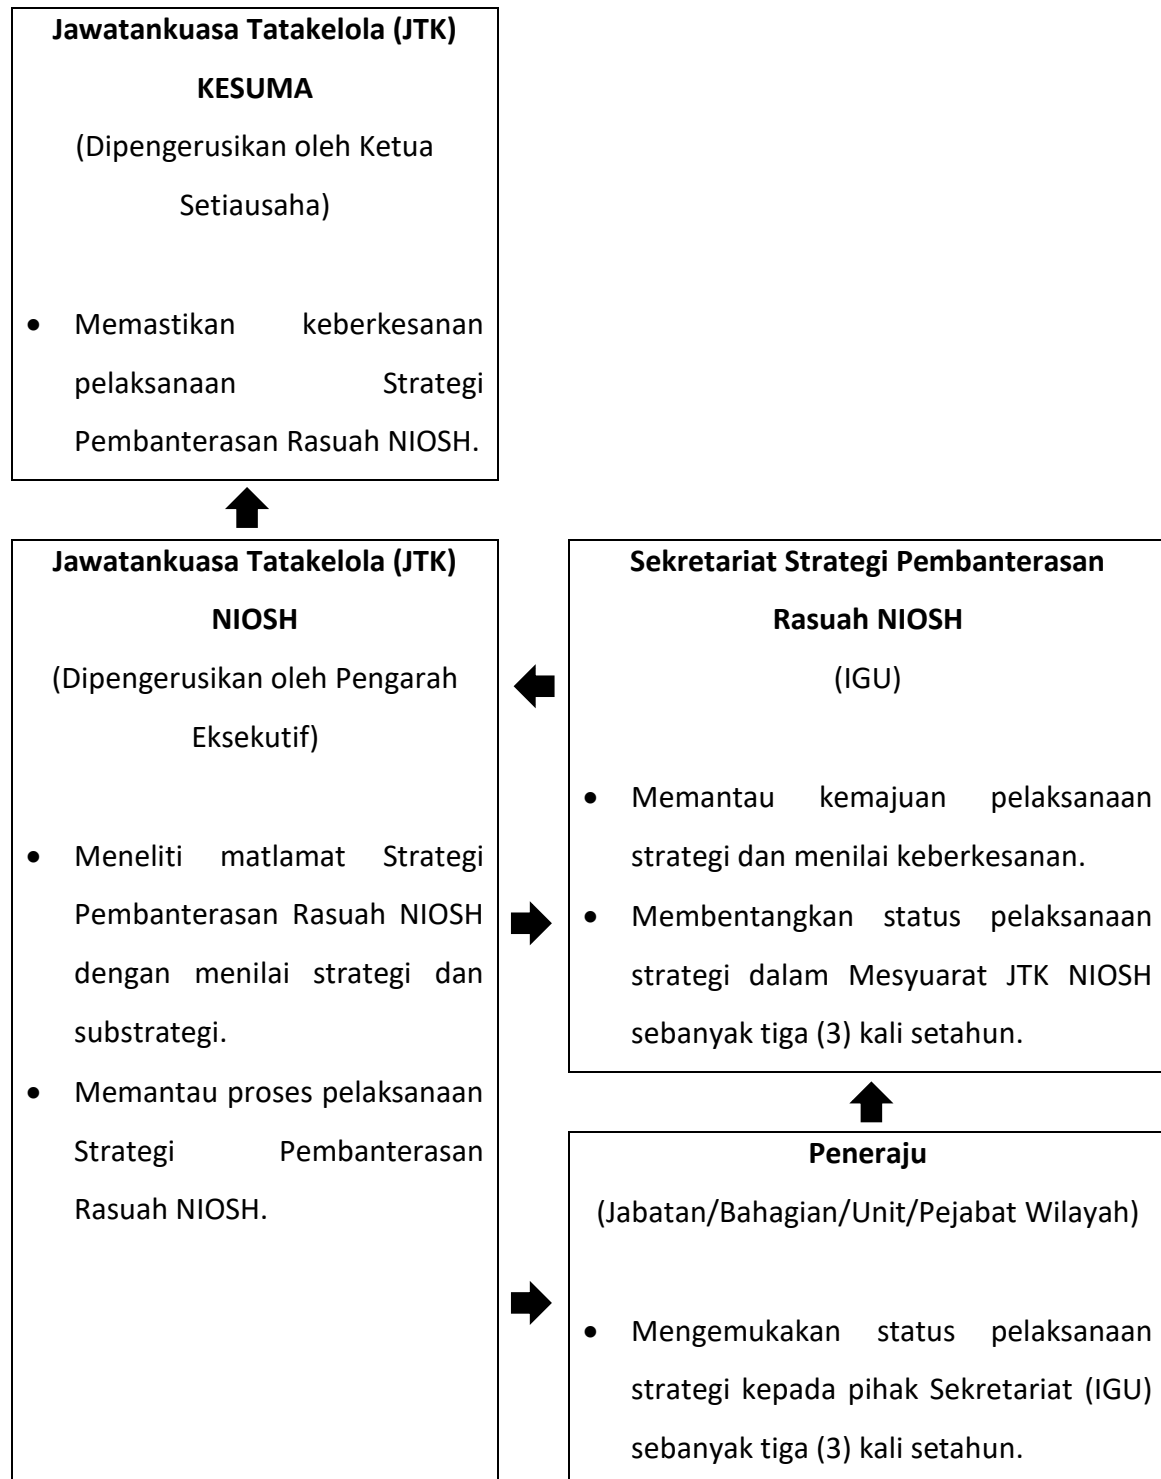 Jawatankuasa Tatakelola (JTK)
KESUMA
(Dipengerusikan oleh Ketua
Setiausaha)
• Memastikan keberkesanan
pelaksanaan Strategi
Pembanterasan Rasuah NIOSH.
Jawatankuasa Tatakelola (JTK)
NIOSH
(Dipengerusikan oleh Pengarah
Eksekutif)
• Meneliti matlamat Strategi
Pembanterasan Rasuah NIOSH
dengan menilai strategi dan
substrategi.
• Memantau proses pelaksanaan
Strategi Pembanterasan
Rasuah NIOSH.
Sekretariat Strategi Pembanterasan
Rasuah NIOSH
(IGU)
• Memantau kemajuan pelaksanaan
strategi dan menilai keberkesanan.
• Membentangkan status pelaksanaan
strategi dalam Mesyuarat JTK NIOSH
sebanyak tiga (3) kali setahun.
Peneraju
(Jabatan/Bahagian/Unit/Pejabat Wilayah)
• Mengemukakan status pelaksanaan
strategi kepada pihak Sekretariat (IGU)
sebanyak tiga (3) kali setahun.